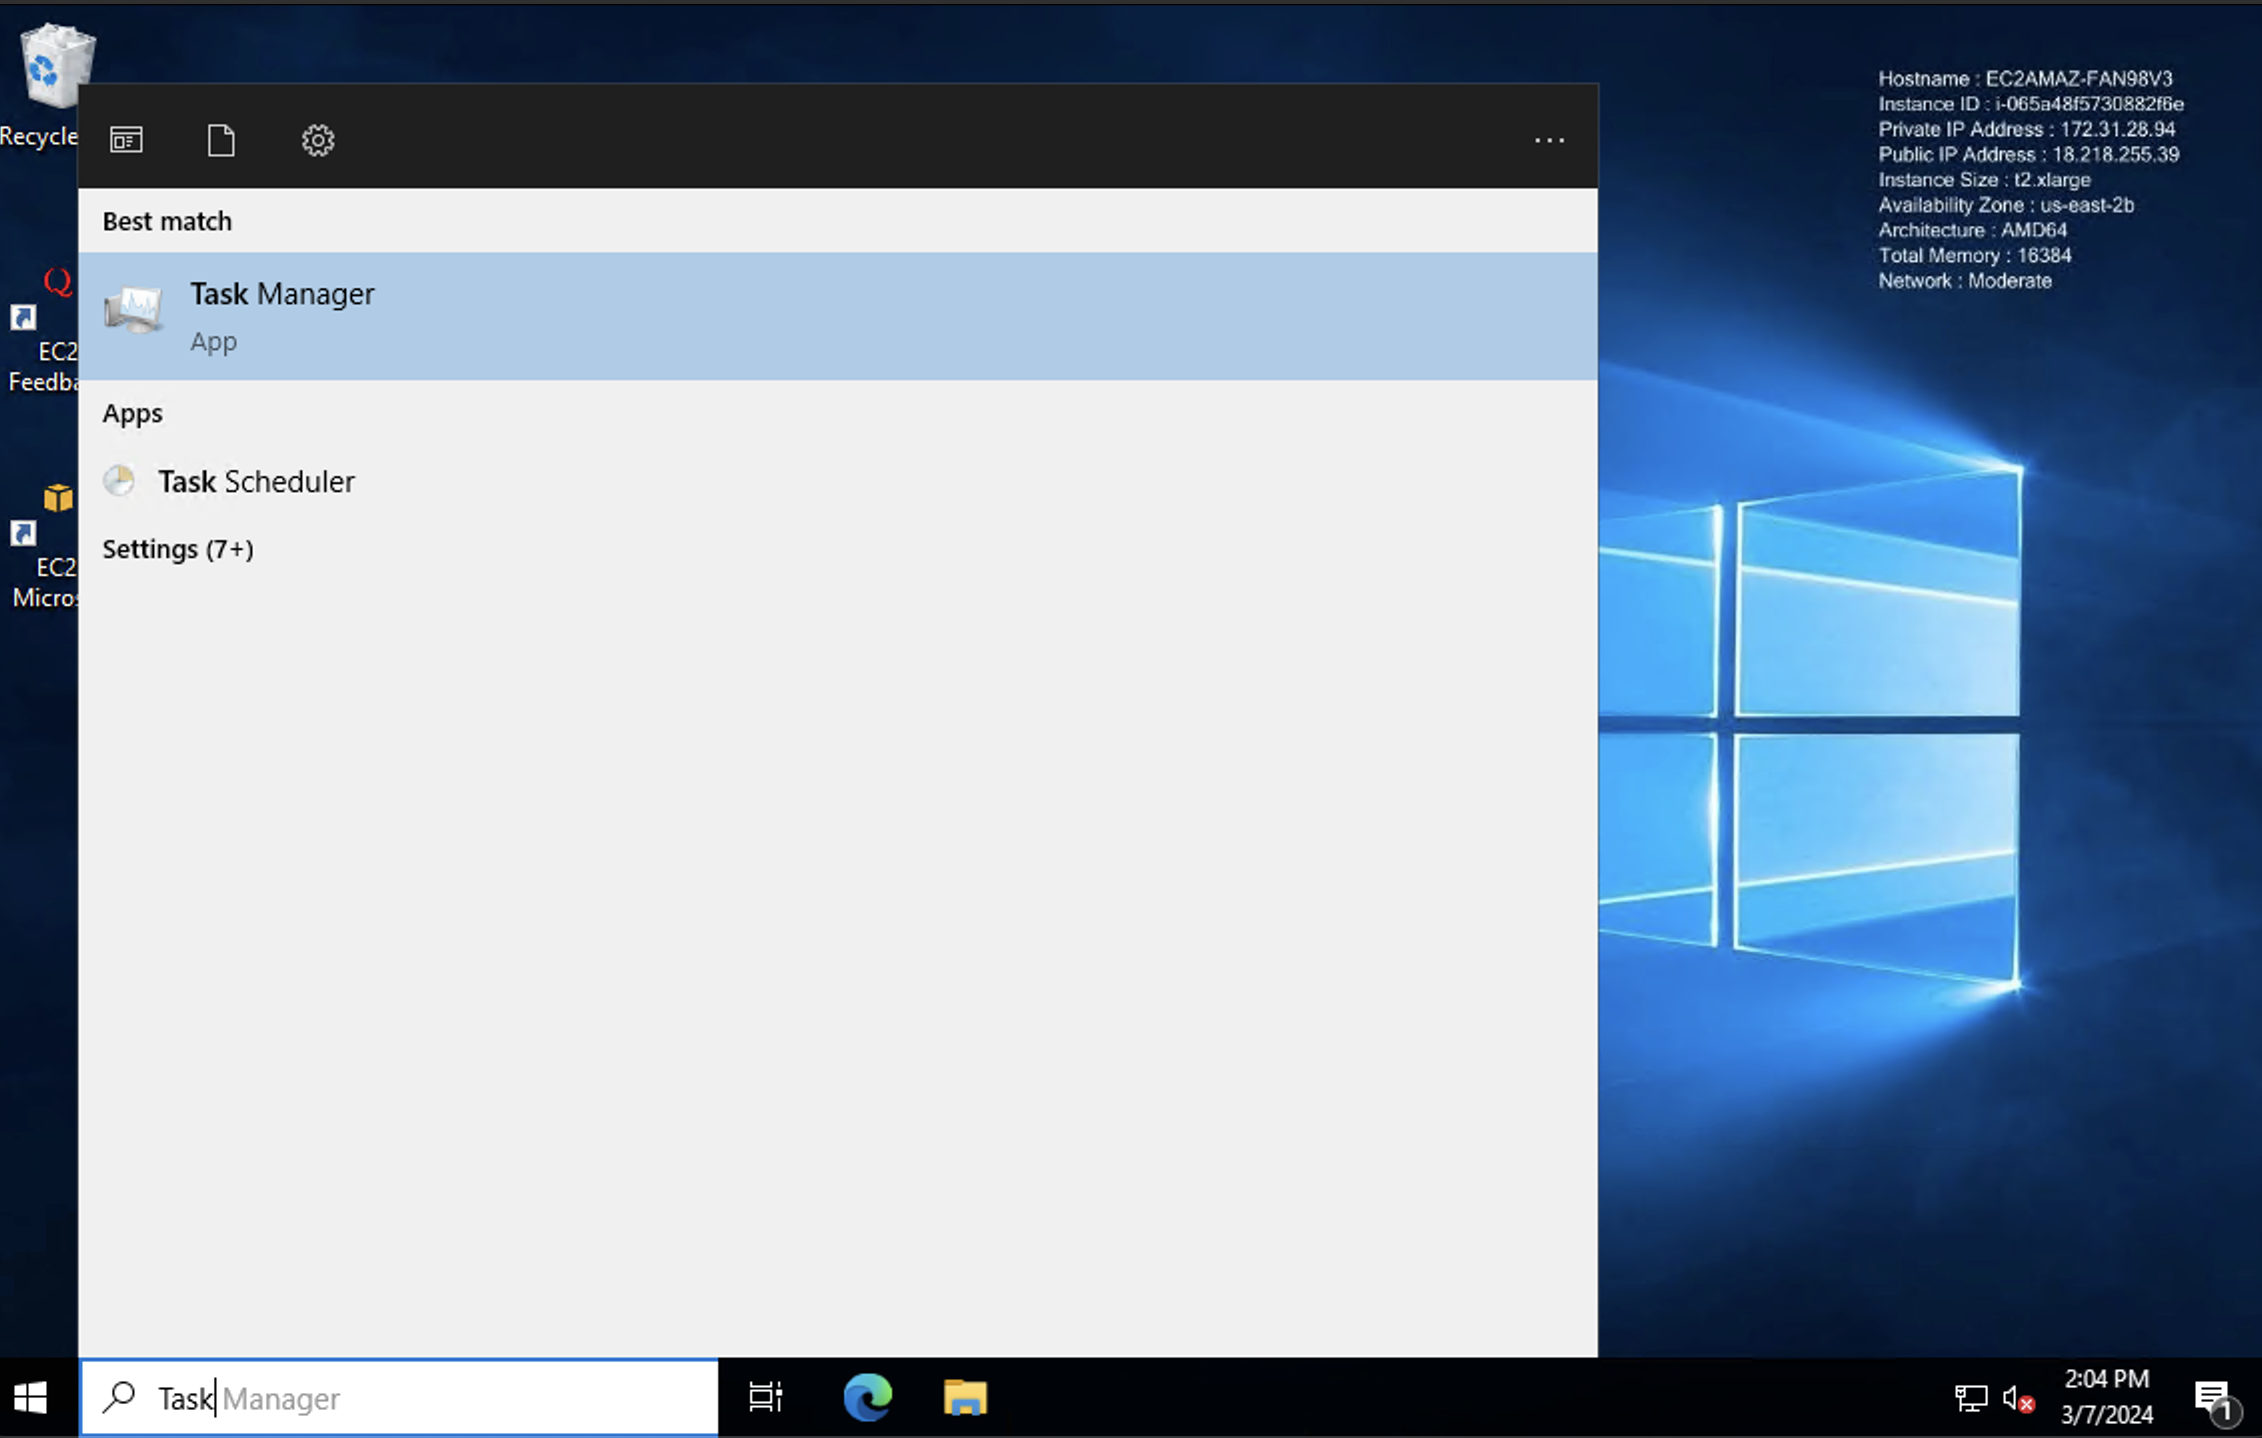 Recycle
EC2
Feedba
EC2
Micros
Hostname : EC2AMAZ-FAN98V3
Instance ID : i-065a48f5730882f6e
Private IP Address : 172.31.28.94
Public IP Address : 18.218.255.39
Instance Size : t2.xlarge
Availability Zone : us-east-2b
Architecture : AMD64
Total Memory : 16384
Network : Moderate
Best match
Task Manager
App
Apps
Task Scheduler
Settings (7+)
Task Manager
2:04 PM
3/7/2024
1